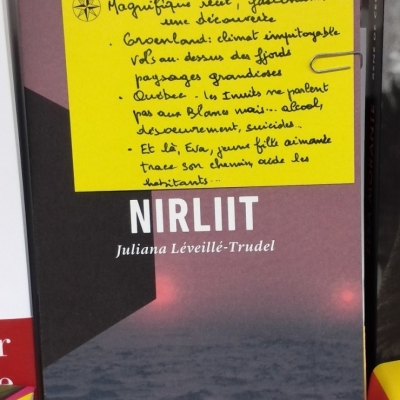 Magnifique récit,
une découverte
• Groenland: climat impitoyable
vols au-dessus des fjords
paysages grandioses
• Québec. les Inuits ne parlent
pas aux Blancs mais... alcool,
désoeuvrement, suicides..
• Et là, Eva, jeune fille aimante
trace son chemin, aide les
habitants...
NIRLIIT
Juliana Léveillé-Trudel
r